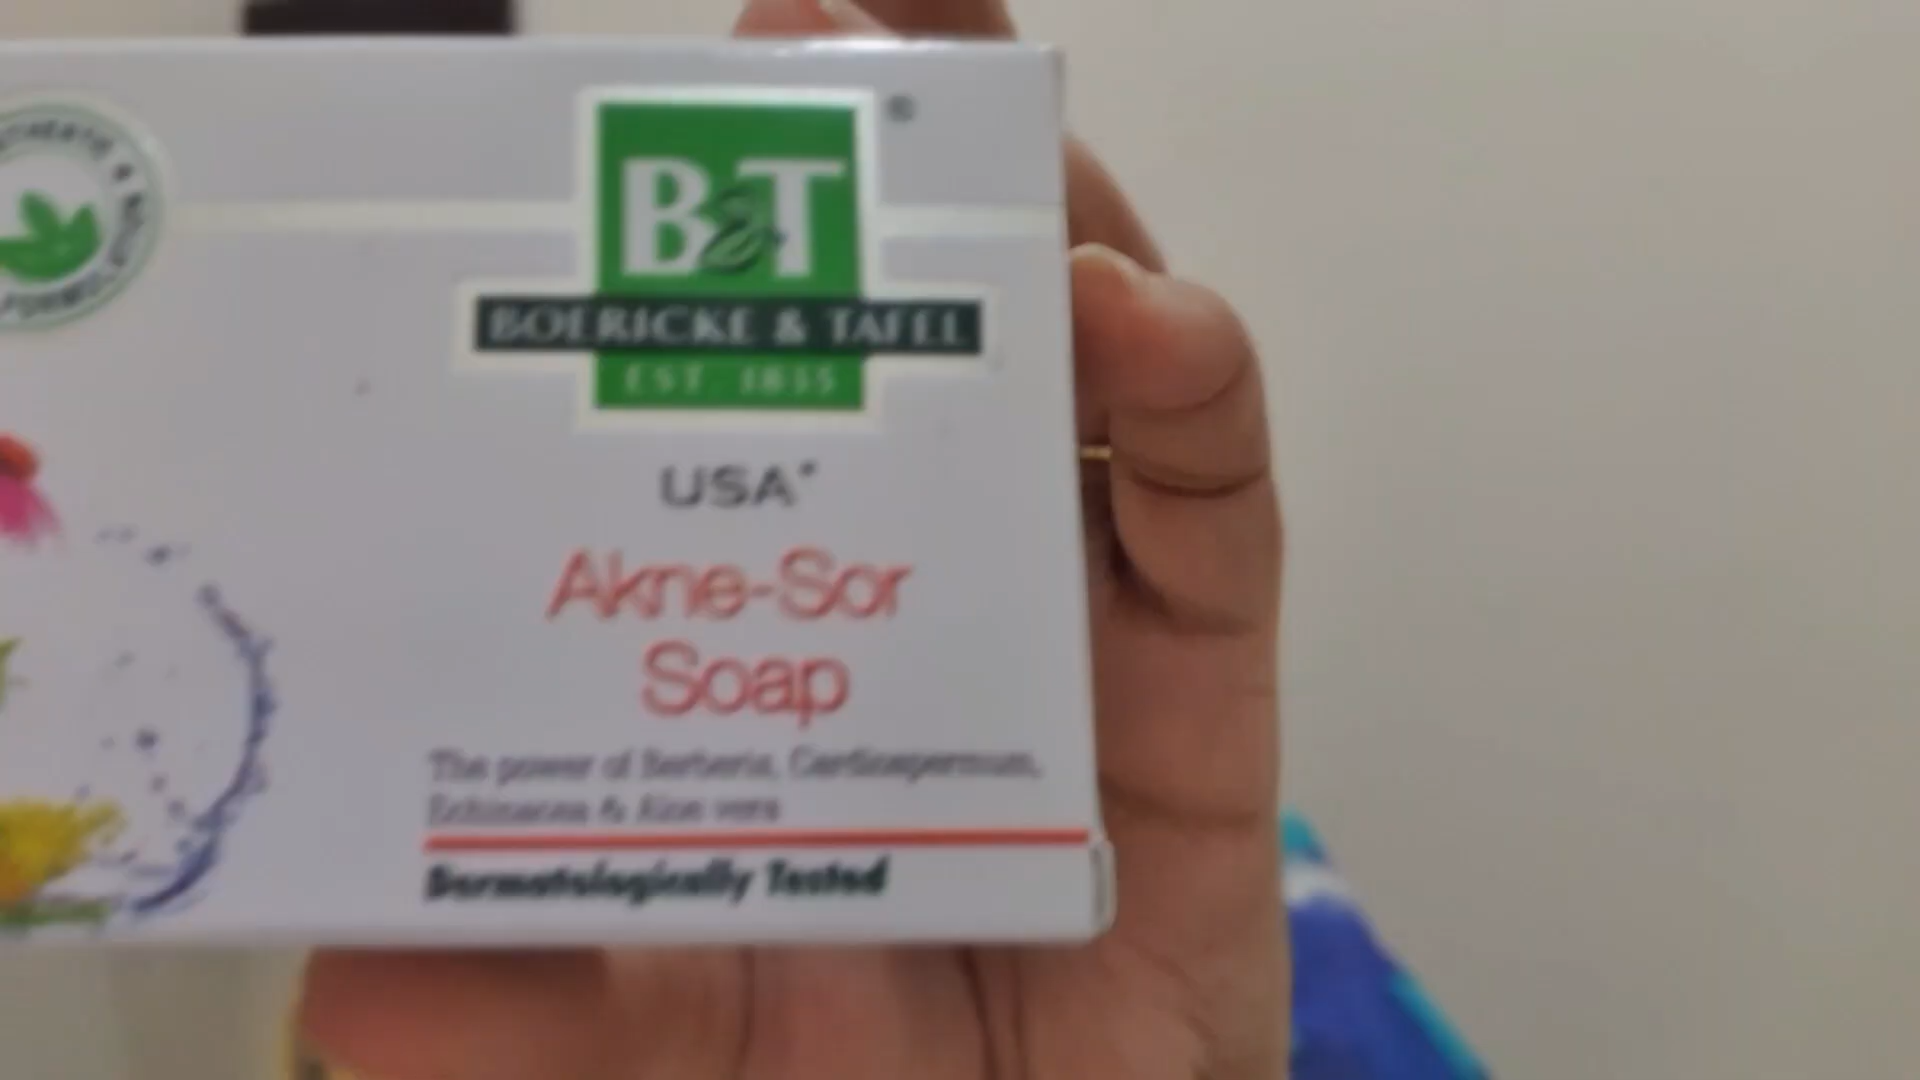 B&T
®
BOERICKE & TAFEL
EST. 1835
USA*
Akne-Sor
Soap
The power of Berberis, Cardiospermum,
Echinacea & Aloe vera
Dermatologically Tested